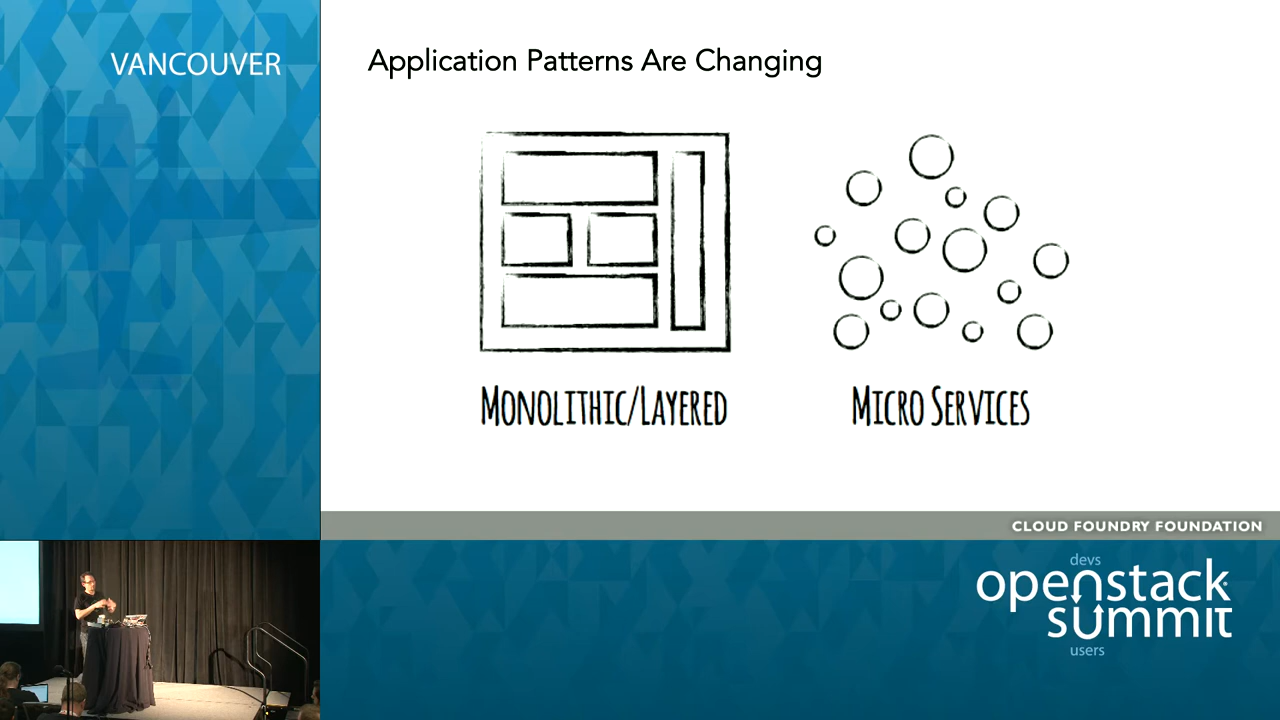 VANCOUVER
Application Patterns Are Changing
MONOLITHIC/LAYERED
MICRO SERVICES
CLOUD FOUNDRY FOUNDATION
devs
openstack
summit
users